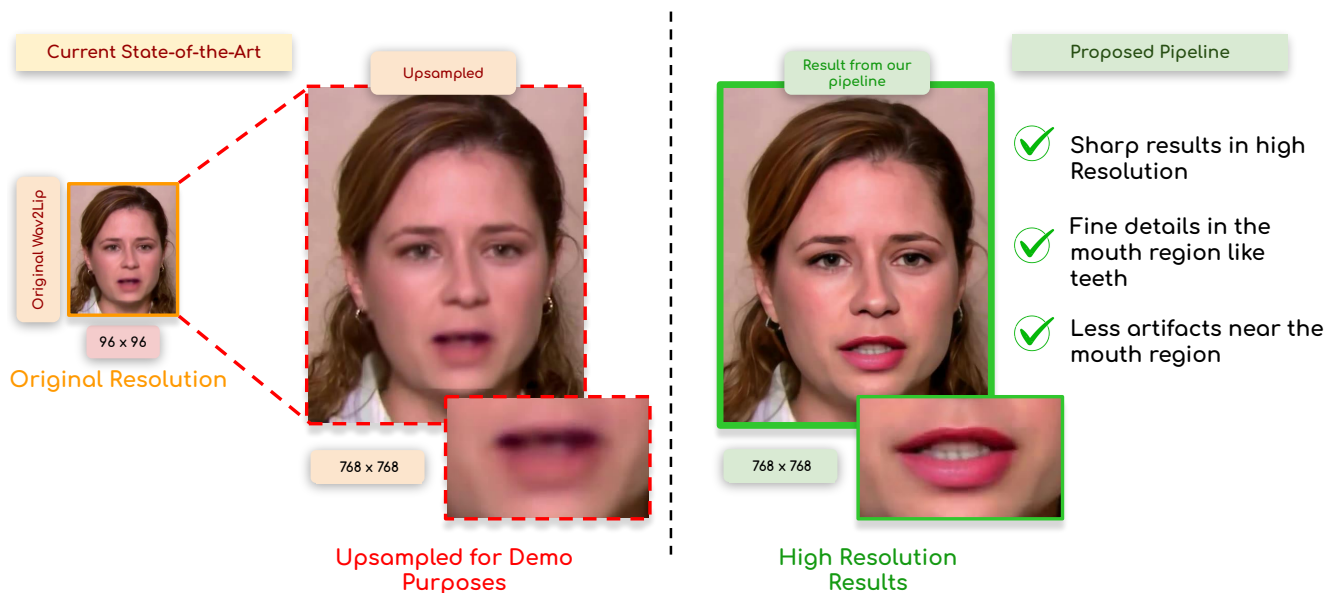 Current State-of-the-Art
Upsampled
Original Wav2Lip
96 x 96
Original Resolution
768 x 768
Upsampled for Demo
Purposes
Result from our
pipeline
Proposed Pipeline
Sharp results in high
Resolution
Fine details in the
mouth region like
teeth
Less artifacts near the
mouth region
768 x 768
High Resolution
Results